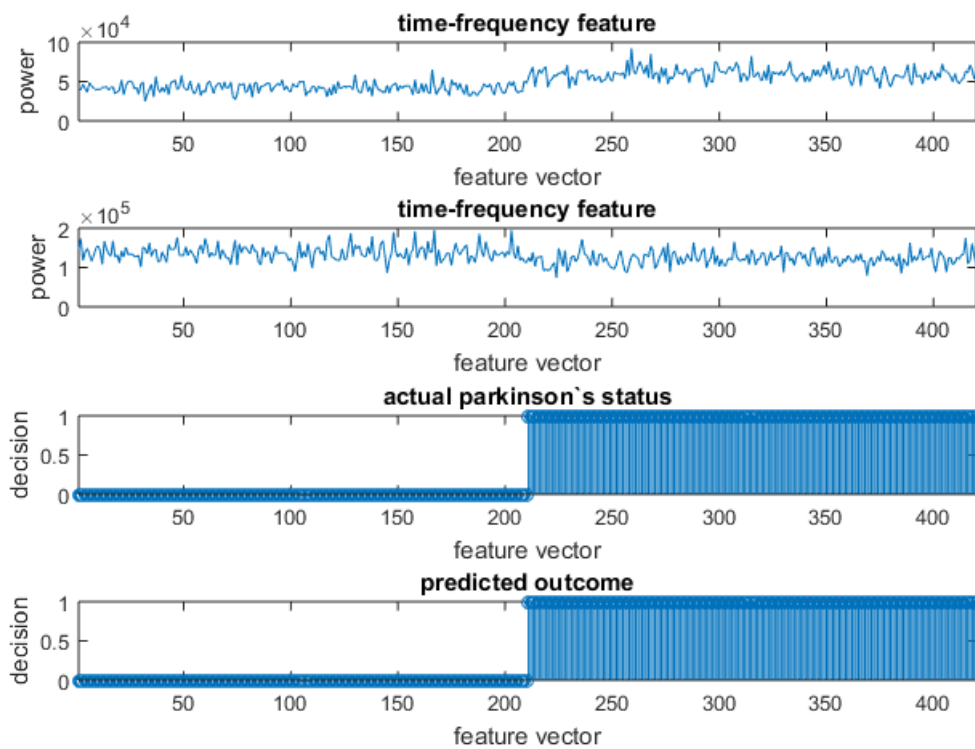 time-frequency feature
×10^4
10
5
0
power
50 100 150 200 250 300 350 400
feature vector
time-frequency feature
×10^5
2
1
0
power
50 100 150 200 250 300 350 400
feature vector
actual parkinson`s status
1
0.5
0
decision
50 100 150 200 250 300 350 400
feature vector
predicted outcome
1
0.5
0
decision
50 100 150 200 250 300 350 400
feature vector